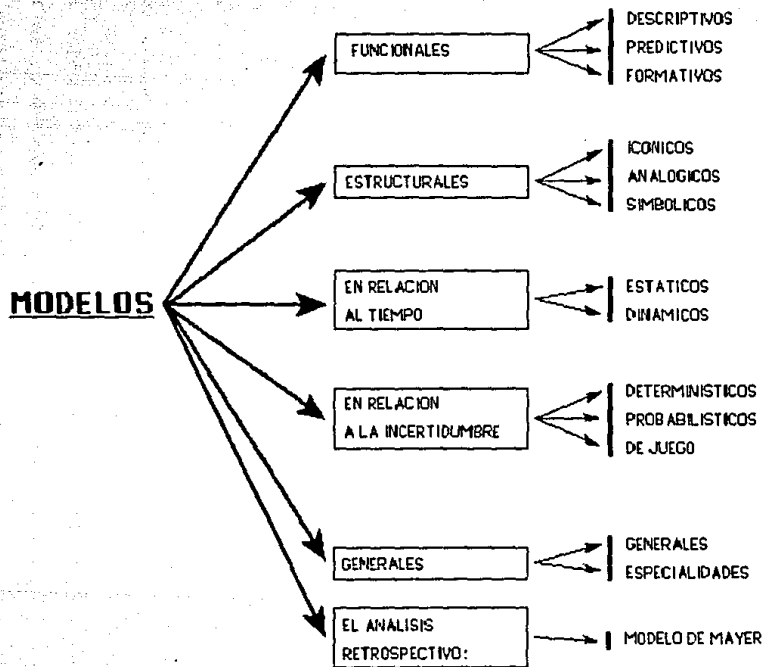 MODELOS
FUNCIONALES
DESCRIPTIVOS
PREDICTIVOS
FORMATIVOS
ESTRUCTURALES
ICONICOS
ANALOGICOS
SIMBOLICOS
EN RELACION
AL TIEMPO
ESTATICOS
DINAMICOS
EN RELACION
A LA INCERTIDUMBRE
DETERMINISTICOS
PROBABILISTICOS
DE JUEGO
GENERALES
GENERALES
ESPECIALIDADES
EL ANALISIS
RETROSPECTIVO:
MODELO DE MAYER